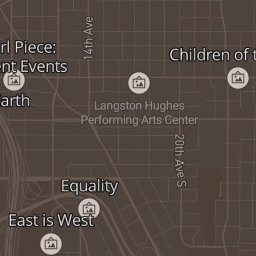 14th Ave
rl Piece:
nt Events
Children of t
arth
Langston Hughes
Performing Arts Center
20th Ave S
Equality
East is West